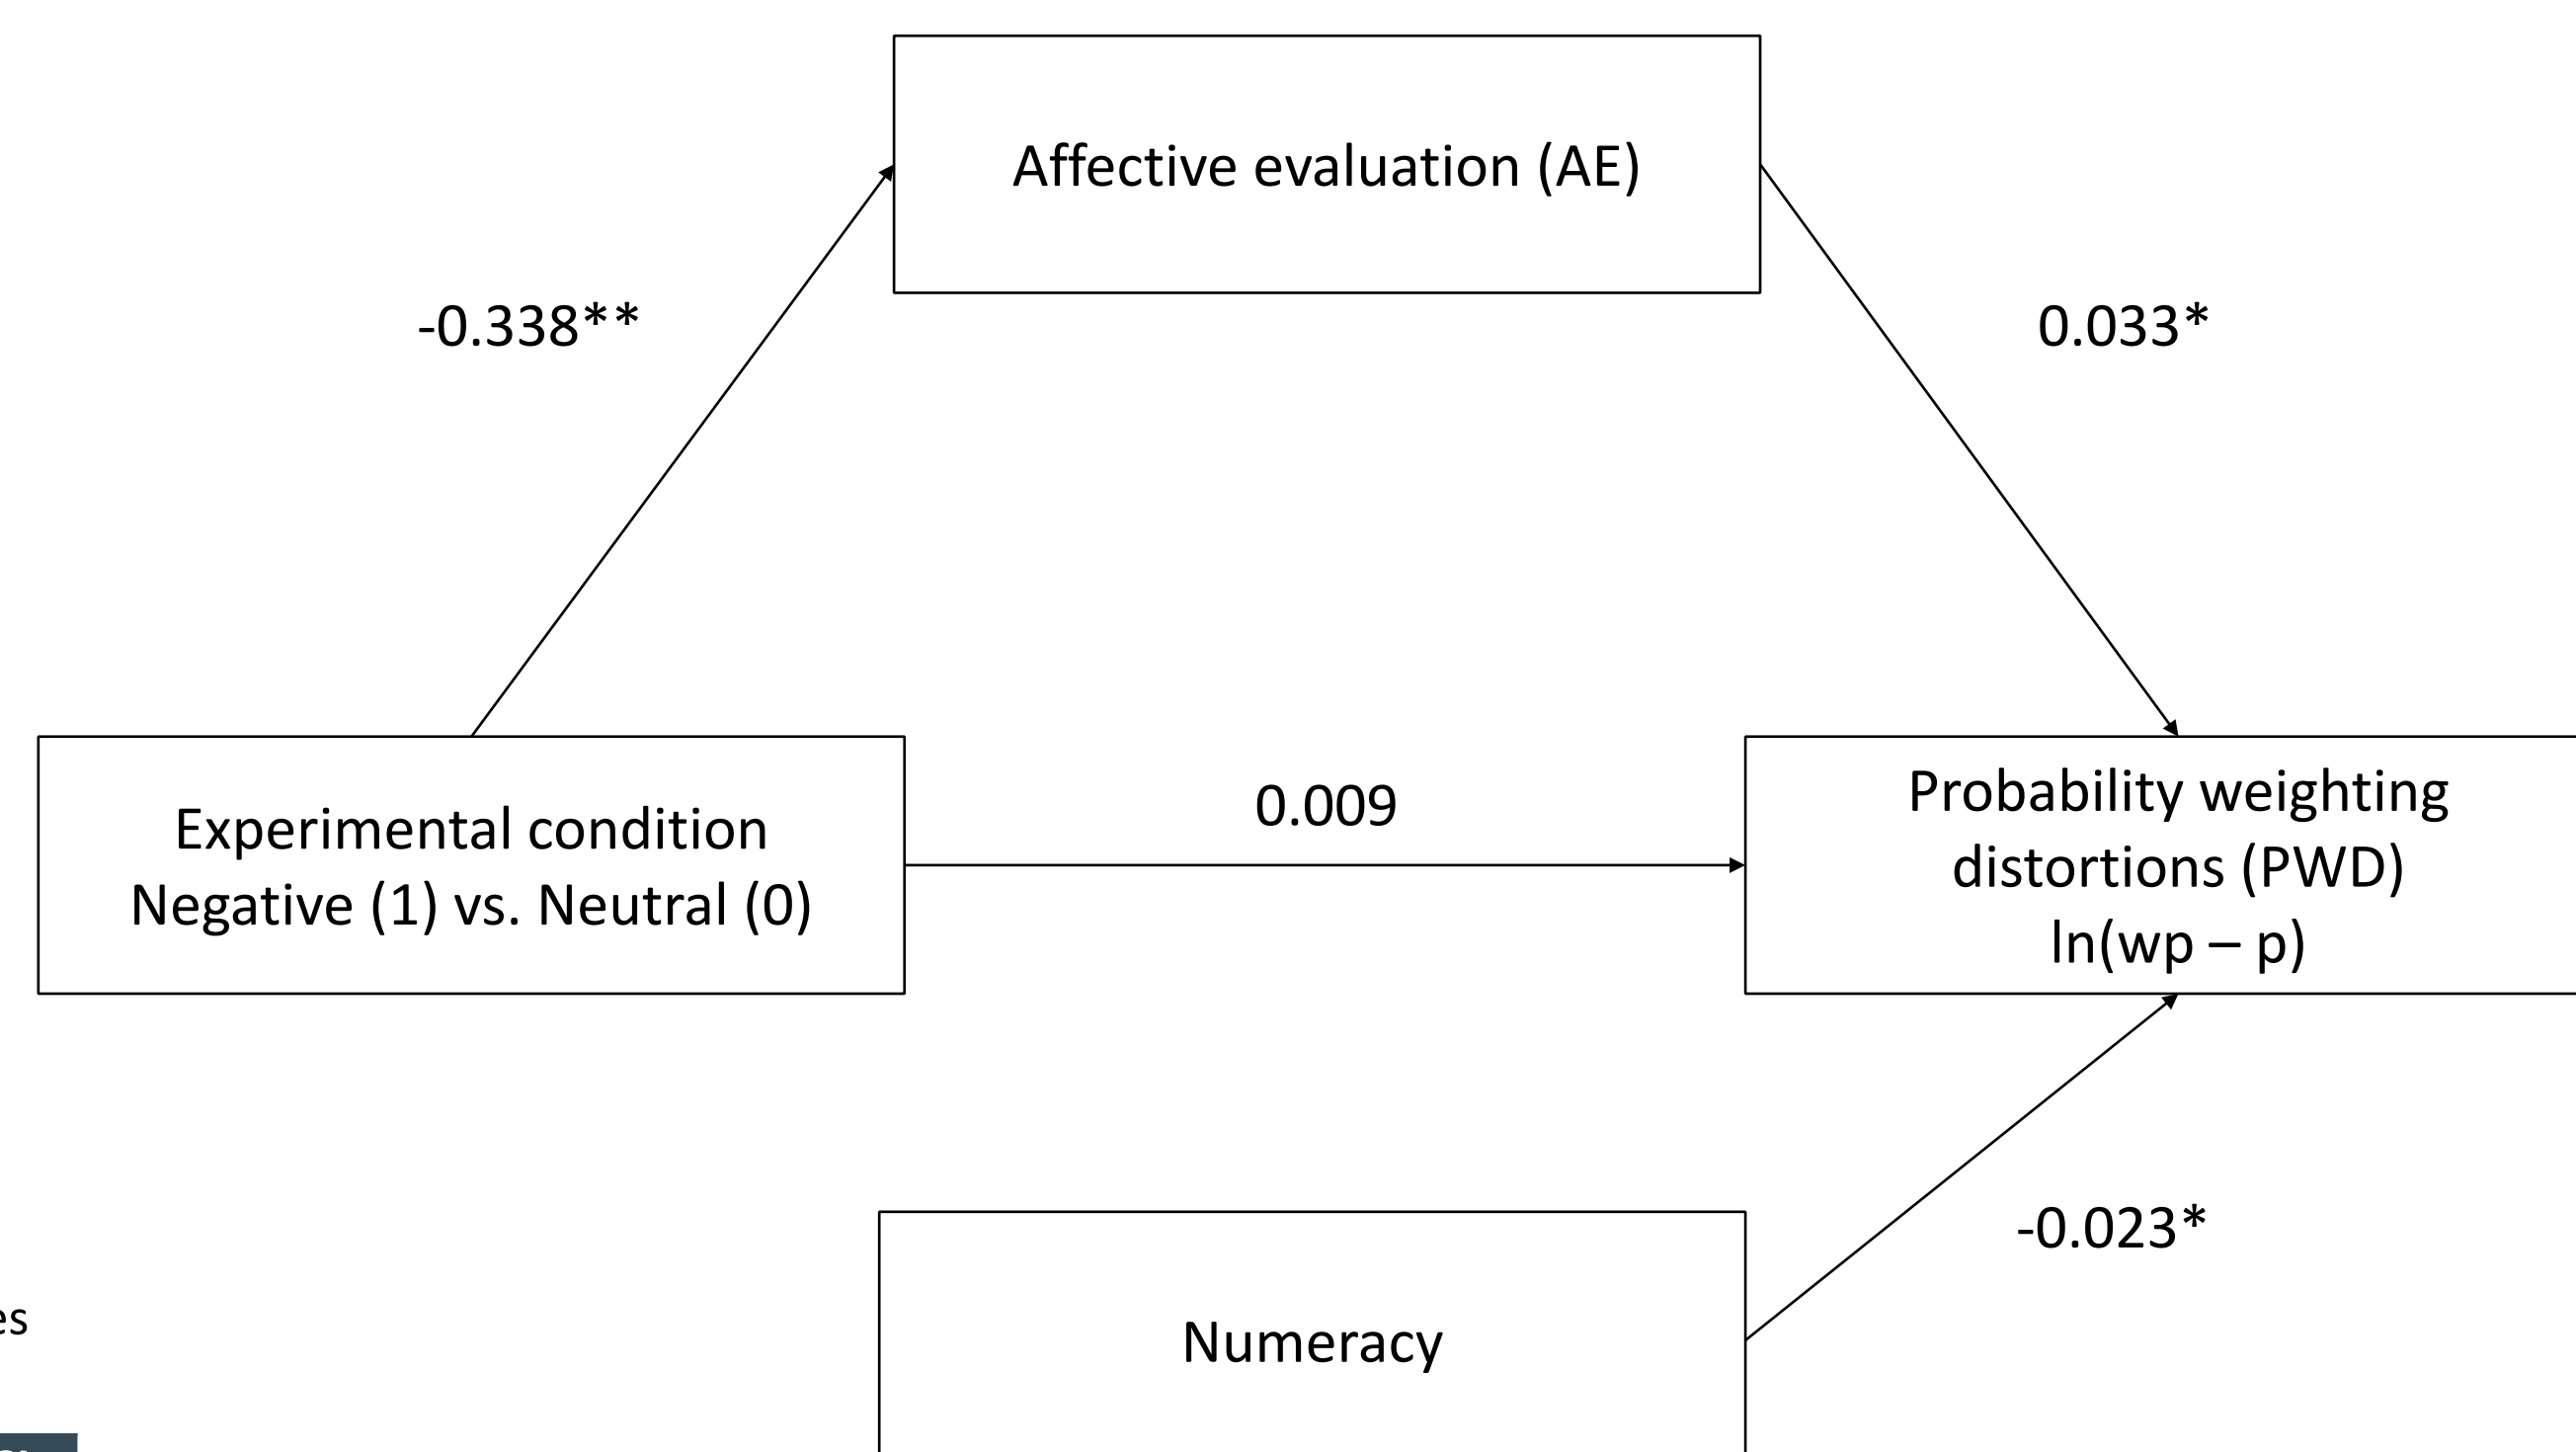 Affective evaluation (AE)
-0.338**
0.033*
Experimental condition
Negative (1) vs. Neutral (0)
0.009
Probability weighting
distortions (PWD)
ln(wp – p)
-0.023*
Numeracy